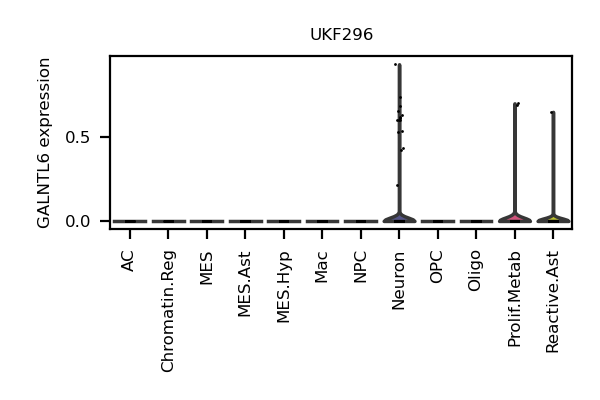 UKF296
GALNTL6 expression
0.5
0.0
AC
Chromatin.Reg
MES
MES.Ast
MES.Hyp
Mac
NPC
Neuron
OPC
Oligo
Prolif.Metab
Reactive.Ast